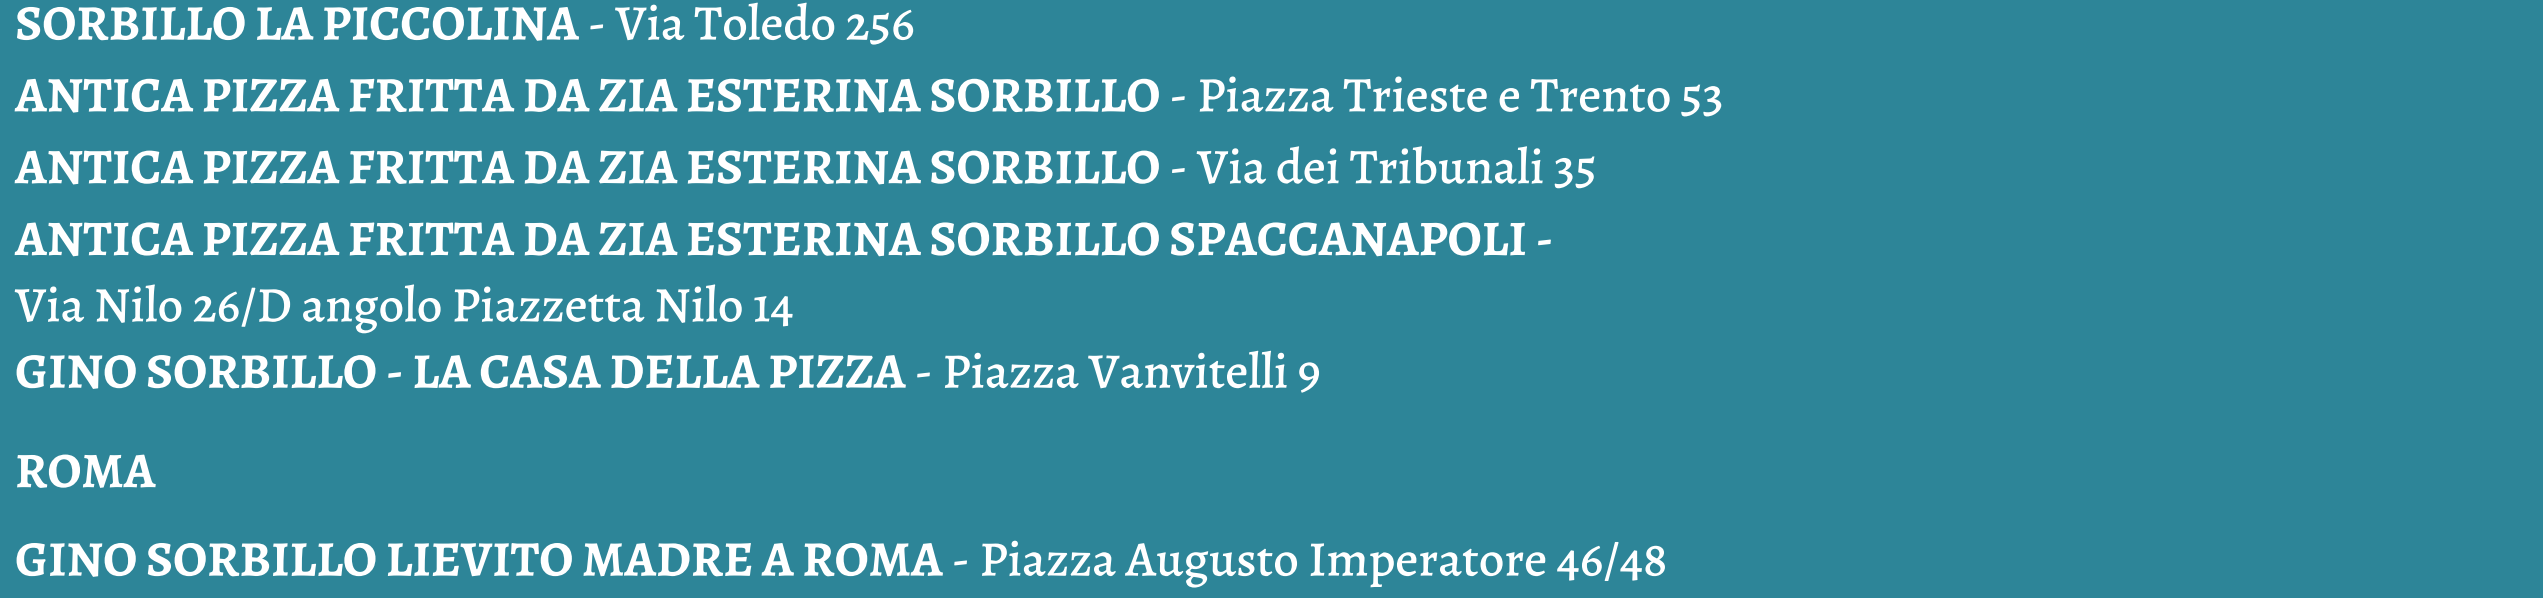 SORBILLO LA PICCOLINA - Via Toledo 256
ANTICA PIZZA FRITTA DA ZIA ESTERINA SORBILLO - Piazza Trieste e Trento 53
ANTICA PIZZA FRITTA DA ZIA ESTERINA SORBILLO - Via dei Tribunali 35
ANTICA PIZZA FRITTA DA ZIA ESTERINA SORBILLO SPACCANAPOLI -
Via Nilo 26/D angolo Piazzetta Nilo 14
GINO SORBILLO - LA CASA DELLA PIZZA - Piazza Vanvitelli 9
ROMA
GINO SORBILLO LIEVITO MADRE A ROMA - Piazza Augusto Imperatore 46/48